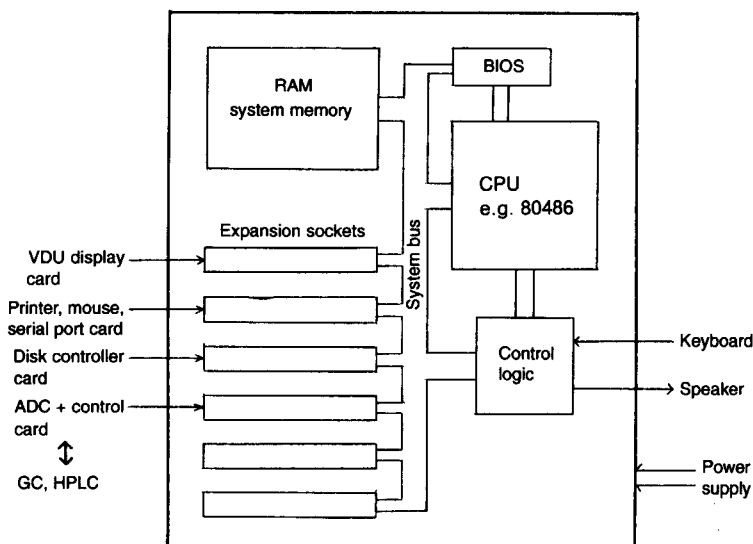 RAM
system memory
BIOS
CPU
e.g. 80486
Expansion sockets
System bus
VDU display
card
Printer, mouse,
serial port card
Disk controller
card
ADC + control
card
GC, HPLC
Control
logic
Keyboard
Speaker
Power
supply